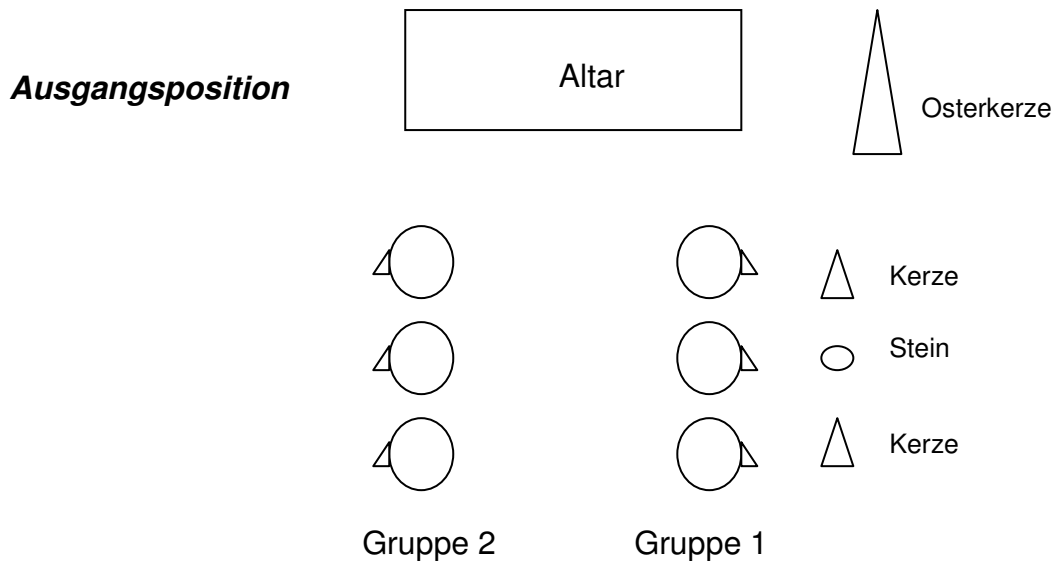 Ausgangsposition
Altar
Osterkerze
Kerze
Stein
Kerze
Gruppe 2
Gruppe 1